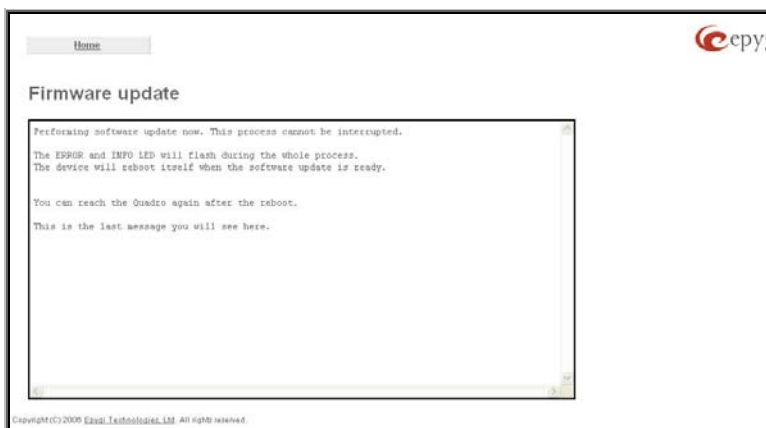 Home
epyg
Firmware update
Performing software update now. This process cannot be interrupted.
The ERROR and INFO LED will flash during the whole process.
The device will reboot itself when the software update is ready.
You can reach the Quadro again after the reboot.
This is the last message you will see here.
Copyright (C) 2006 Epygi Technologies, Ltd. All rights reserved.